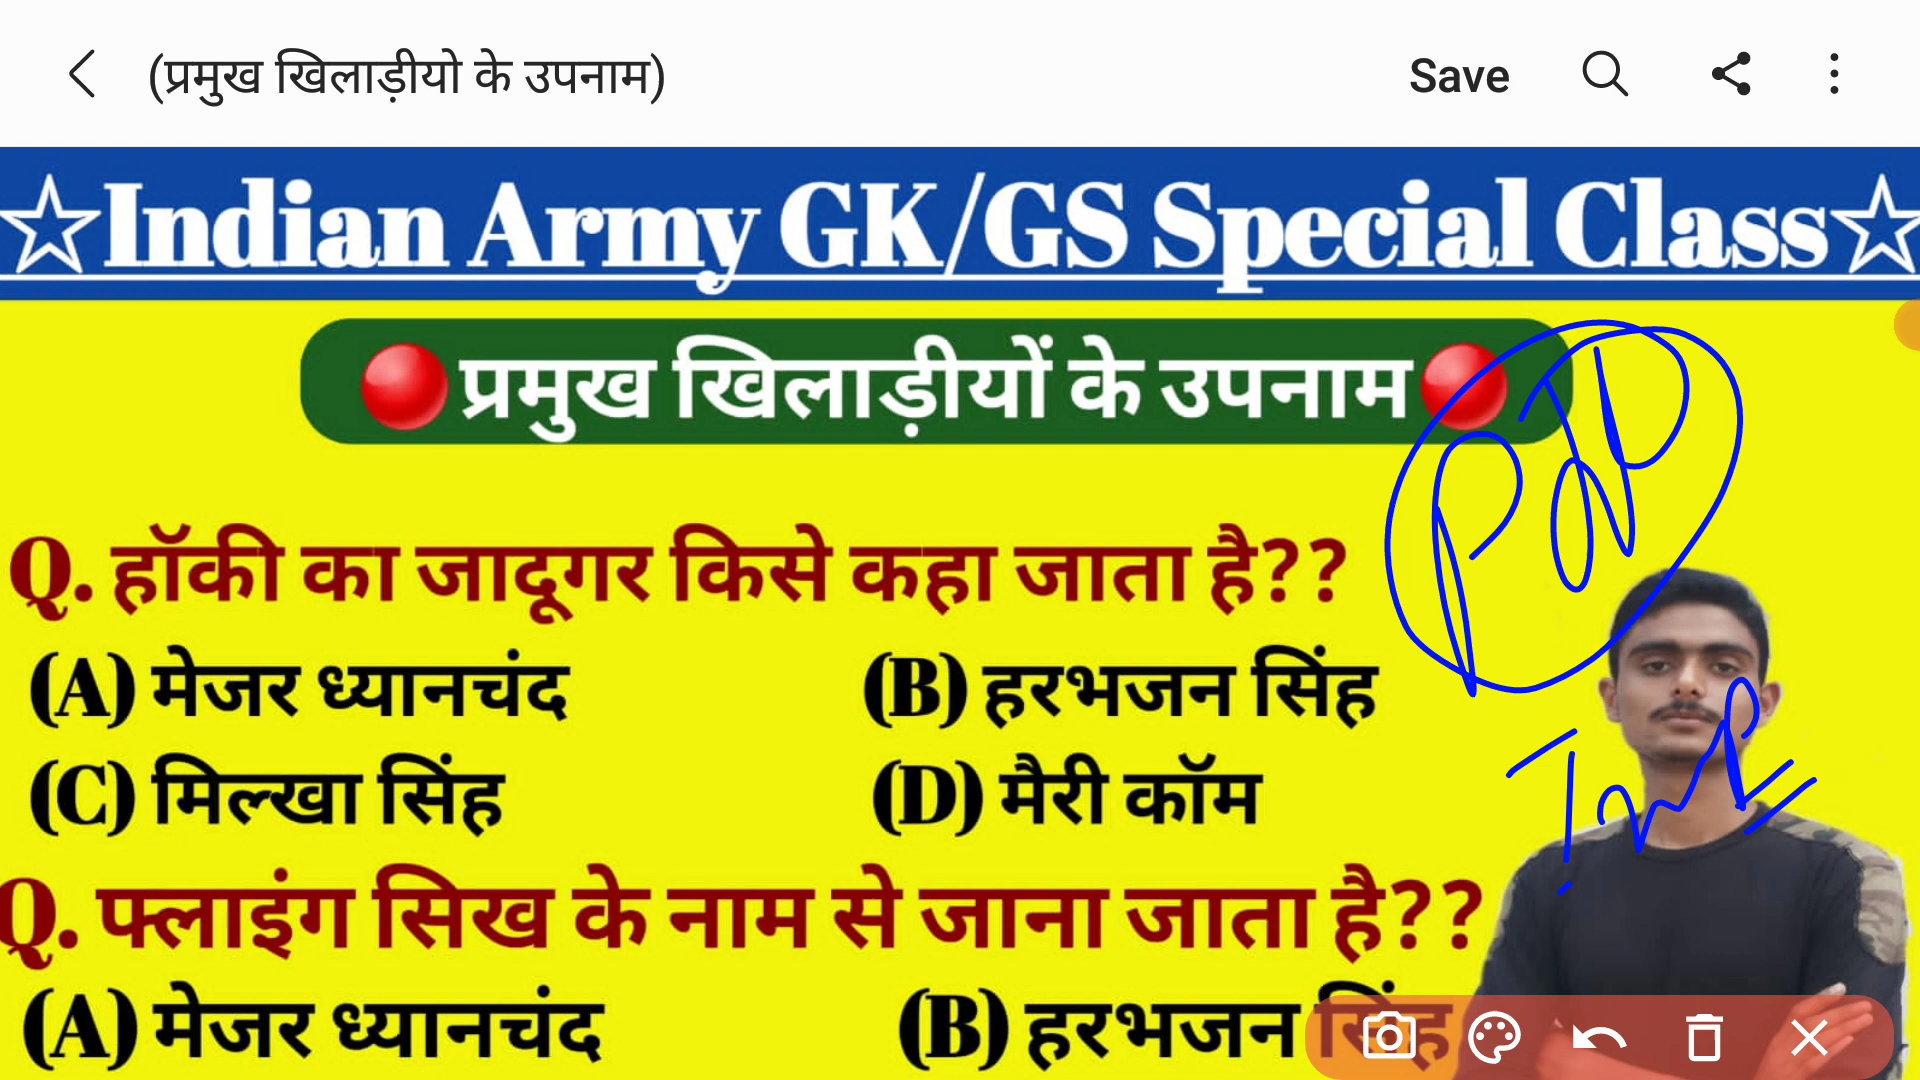 (प्रमुख खिलाड़ीयो के उपनाम)
Save
☆Indian Army GK/GS Special Class☆
प्रमुख खिलाड़ीयों के उपनाम
Q. हॉकी का जादूगर किसे कहा जाता है??
(A) मेजर ध्यानचंद
(B) हरभजन सिंह
(C) मिल्खा सिंह
(D) मैरी कॉम
Q. फ्लाइंग सिख के नाम से जाना जाता है??
(A) मेजर ध्यानचंद
(B) हरभजन सिंह